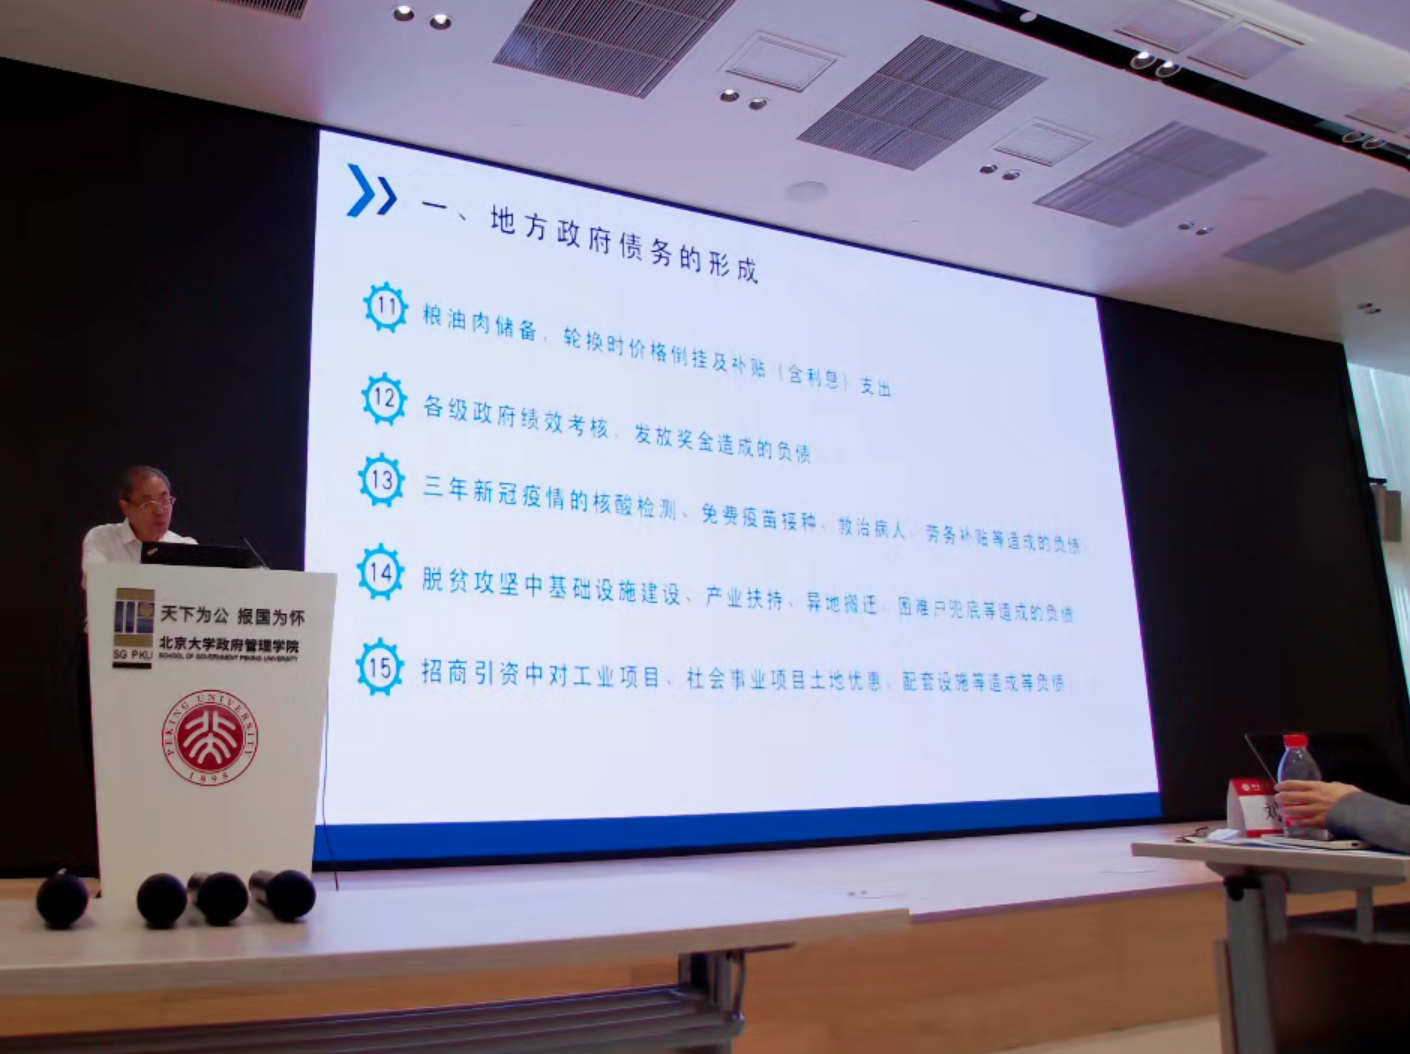 一、地方政府债务的形成
11 粮油肉储备，轮换时价格倒挂及补贴（含利息）支出
12 各级政府绩效考核，发放奖金造成的负债
13 三年新冠疫情的核酸检测、免费疫苗接种、救治病人、劳务补贴等造成的负债
14 脱贫攻坚中基础设施建设、产业扶持、异地搬迁、困难户兜底等造成的负债
15 招商引资中对工业项目、社会事业项目土地优惠、配套设施等造成等负债
天下为公 报国为怀
北京大学政府管理学院
SG PKU
SCHOOL OF GOVERNMENT PEKING UNIVERSITY
PEKING UNIVERSITY
1898